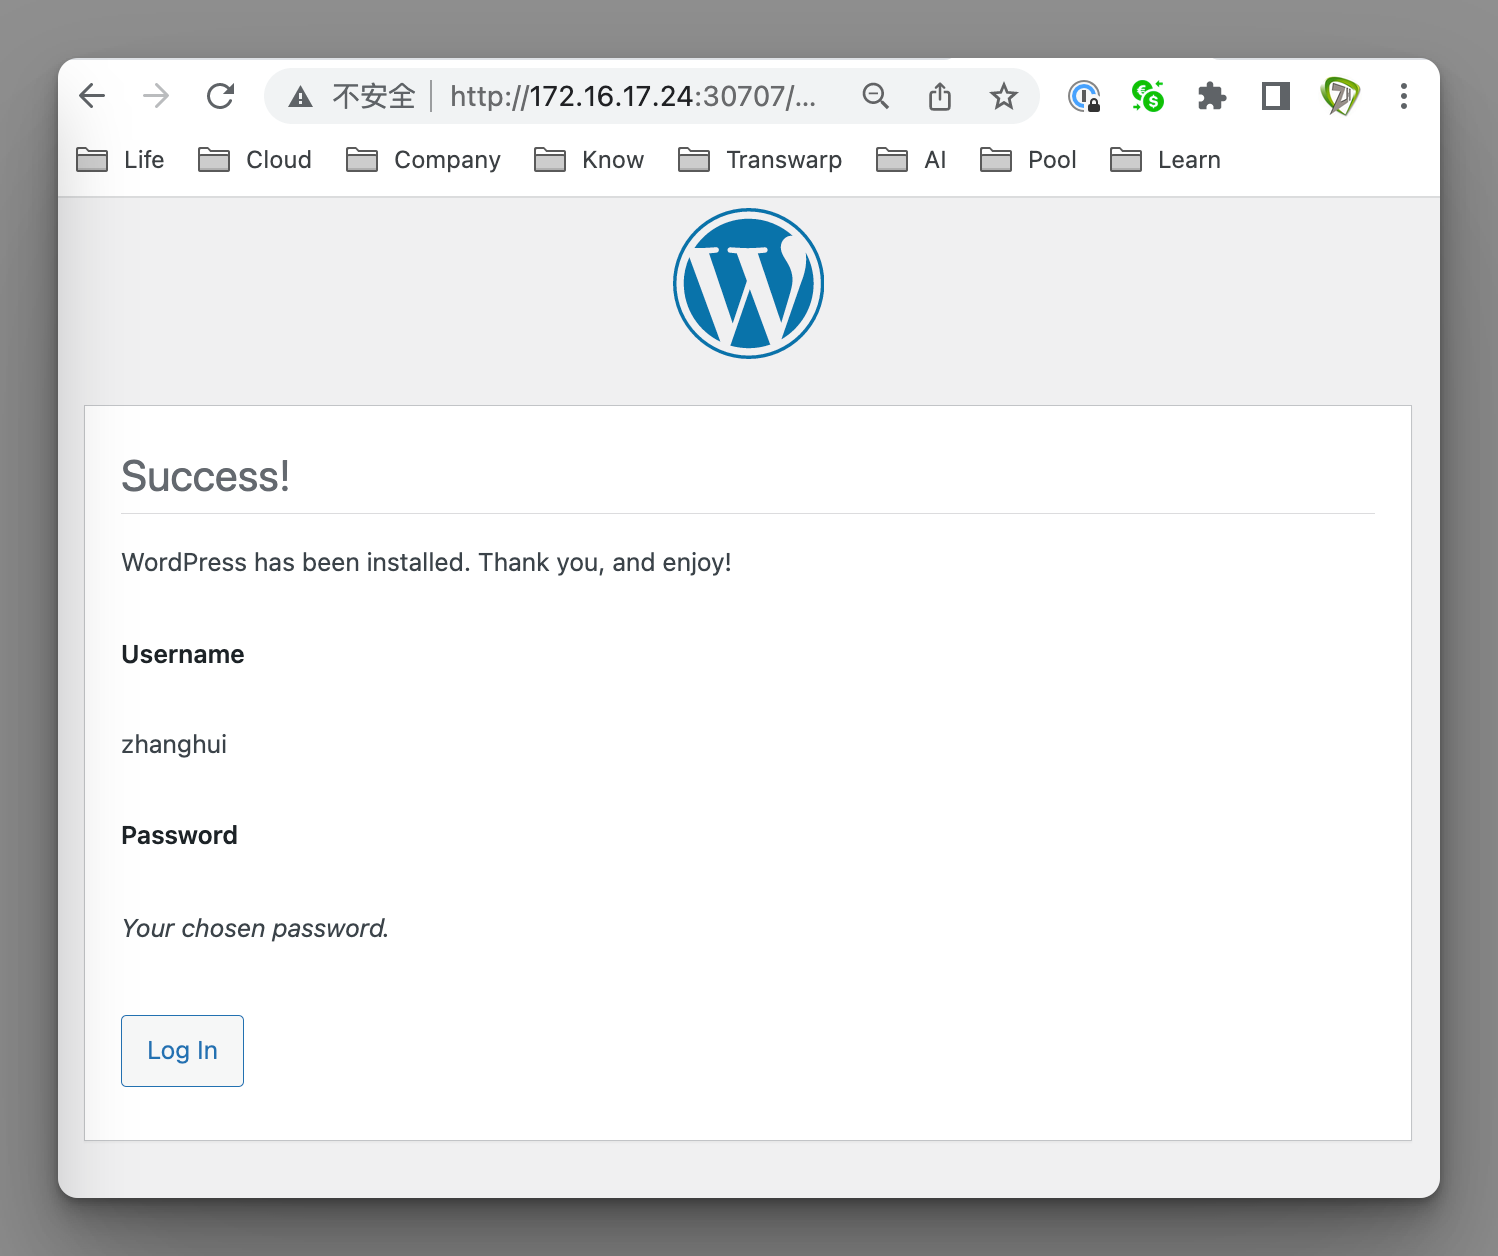 不安全 http://172.16.17.24:30707/...
Life Cloud Company Know Transwarp AI Pool Learn
Success!
WordPress has been installed. Thank you, and enjoy!
Username
zhanghui
Password
Your chosen password.
Log In